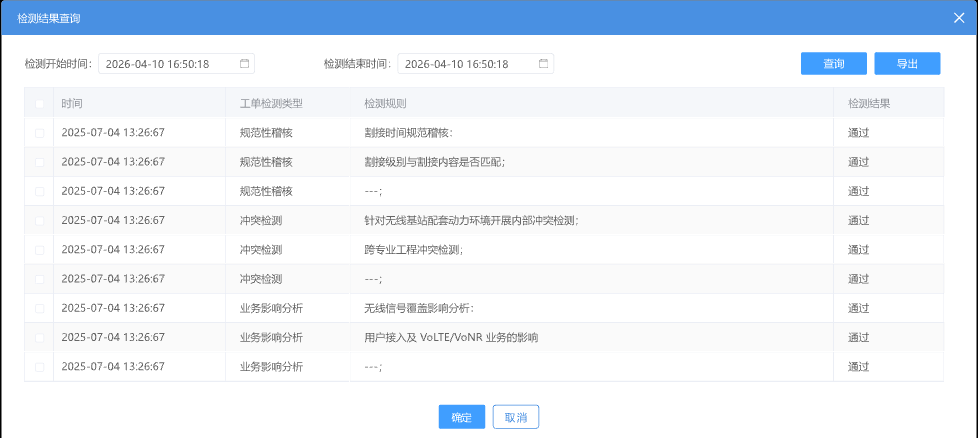 检测结果查询
检测开始时间： 2026-04-10 16:50:18 检测结束时间： 2026-04-10 16:50:18 查询 导出
时间 工单检测类型 检测规则 检测结果
2025-07-04 13:26:67 规范性稽核 割接时间规范稽核： 通过
2025-07-04 13:26:67 规范性稽核 割接级别与割接内容是否匹配； 通过
2025-07-04 13:26:67 规范性稽核 ---； 通过
2025-07-04 13:26:67 冲突检测 针对无线基站配套动力环境开展内部冲突检测； 通过
2025-07-04 13:26:67 冲突检测 跨专业工程冲突检测； 通过
2025-07-04 13:26:67 冲突检测 ---； 通过
2025-07-04 13:26:67 业务影响分析 无线信号覆盖影响分析： 通过
2025-07-04 13:26:67 业务影响分析 用户接入及 VoLTE/VoNR 业务的影响 通过
2025-07-04 13:26:67 业务影响分析 ---； 通过
确定 取消